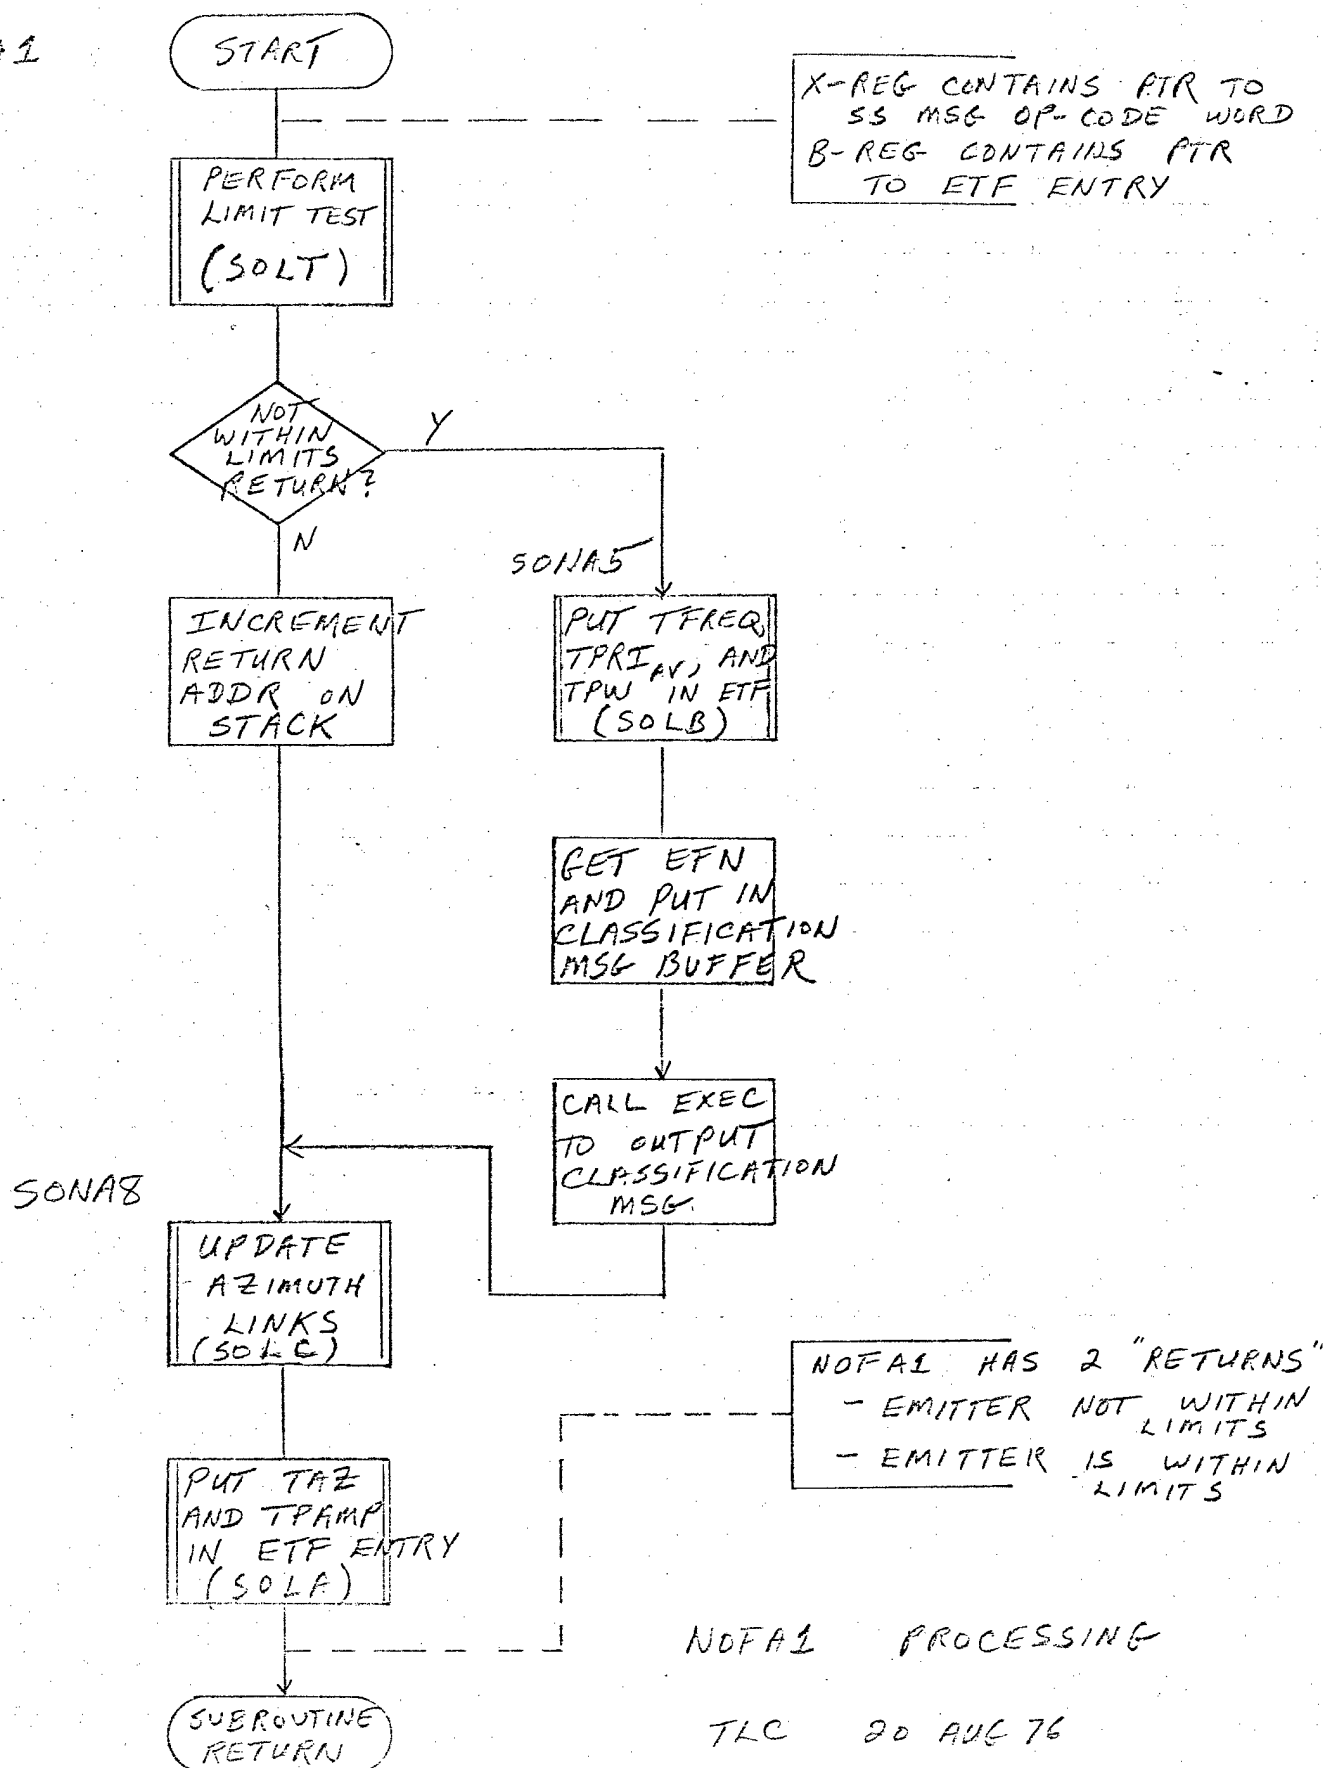 START
X-REG CONTAINS PTR TO
SS MSG OP-CODE WORD
B-REG CONTAINS PTR
TO ETF ENTRY
PERFORM
LIMIT TEST
(SOLT)
NOT
WITHIN
LIMITS
RETURN?
Y
N
SONA5
INCREMENT
RETURN
ADDR ON
STACK
PUT TFREQ,
TPRI AV, AND
TPW IN ETF
(SOLB)
GET EFN
AND PUT IN
CLASSIFICATION
MSG BUFFER
CALL EXEC
TO OUTPUT
CLASSIFICATION
MSG.
SONA8
UPDATE
AZIMUTH
LINKS
(SOLC)
NOFA1 HAS 2 "RETURNS"
- EMITTER NOT WITHIN
LIMITS
- EMITTER IS WITHIN
LIMITS
PUT TAZ
AND TPAMP
IN ETF ENTRY
(SOLA)
NOFA1 PROCESSING
SUBROUTINE
RETURN
TLC 20 AUG 76